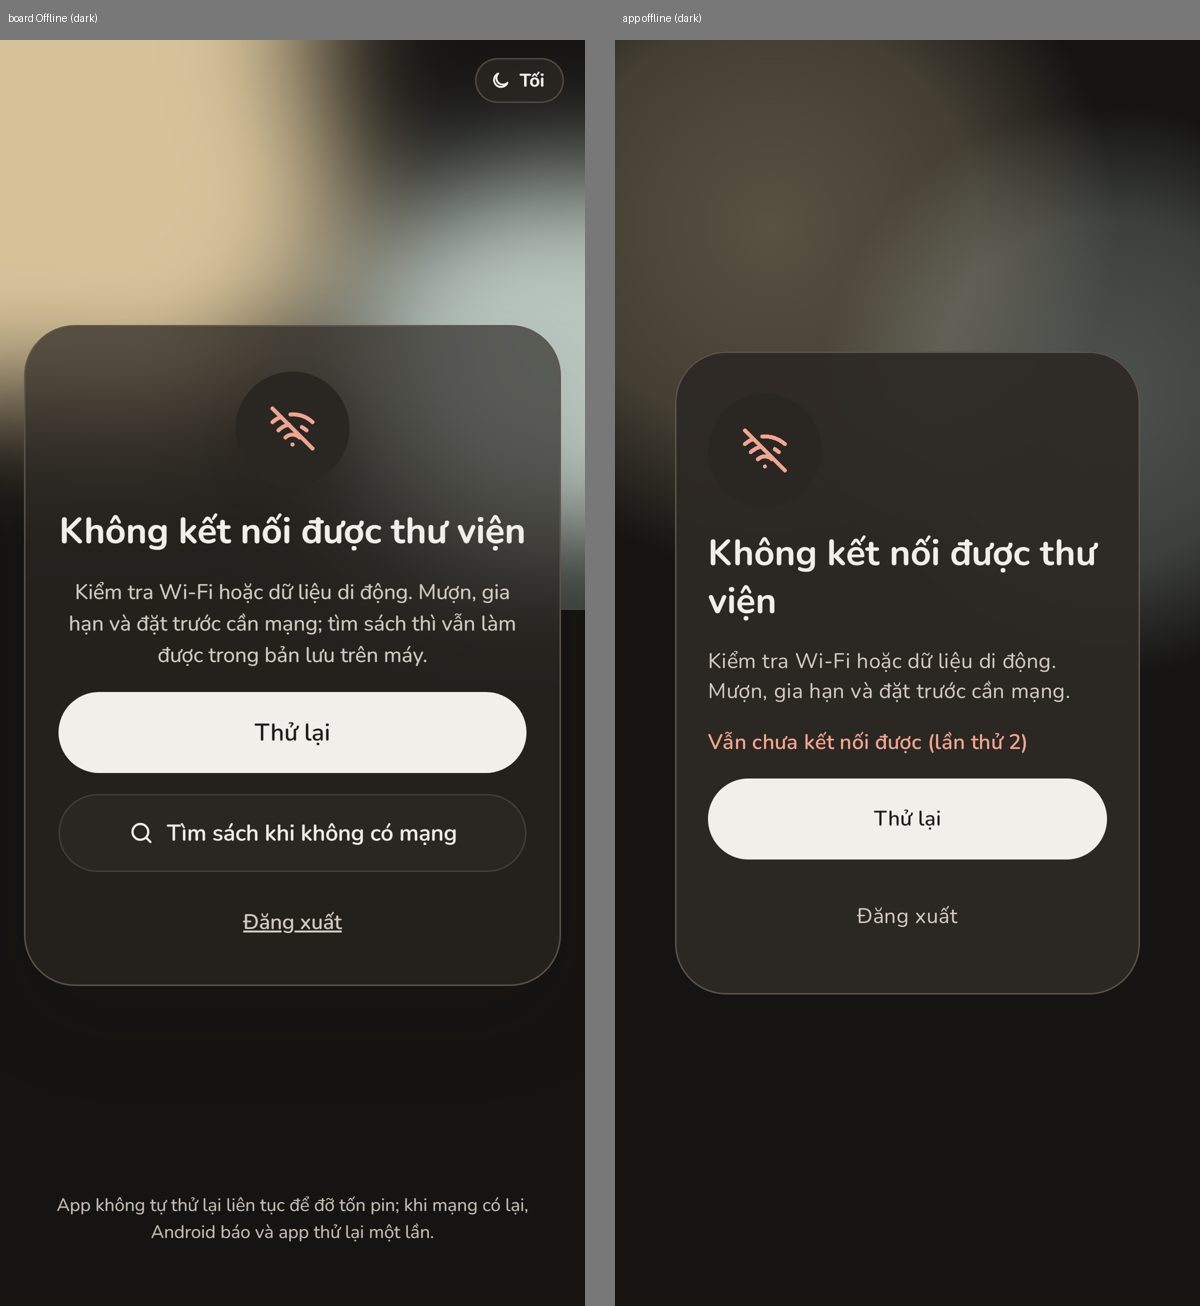 board Offline (dark)
Tối
Không kết nối được thư viện
Kiểm tra Wi-Fi hoặc dữ liệu di động. Mượn, gia
hạn và đặt trước cần mạng; tìm sách thì vẫn làm
được trong bản lưu trên máy.
Thử lại
Tìm sách khi không có mạng
Đăng xuất
App không tự thử lại liên tục để đỡ tốn pin; khi mạng có lại,
Android báo và app thử lại một lần.
app offline (dark)
Không kết nối được thư
viện
Kiểm tra Wi-Fi hoặc dữ liệu di động.
Mượn, gia hạn và đặt trước cần mạng.
Vẫn chưa kết nối được (lần thử 2)
Thử lại
Đăng xuất